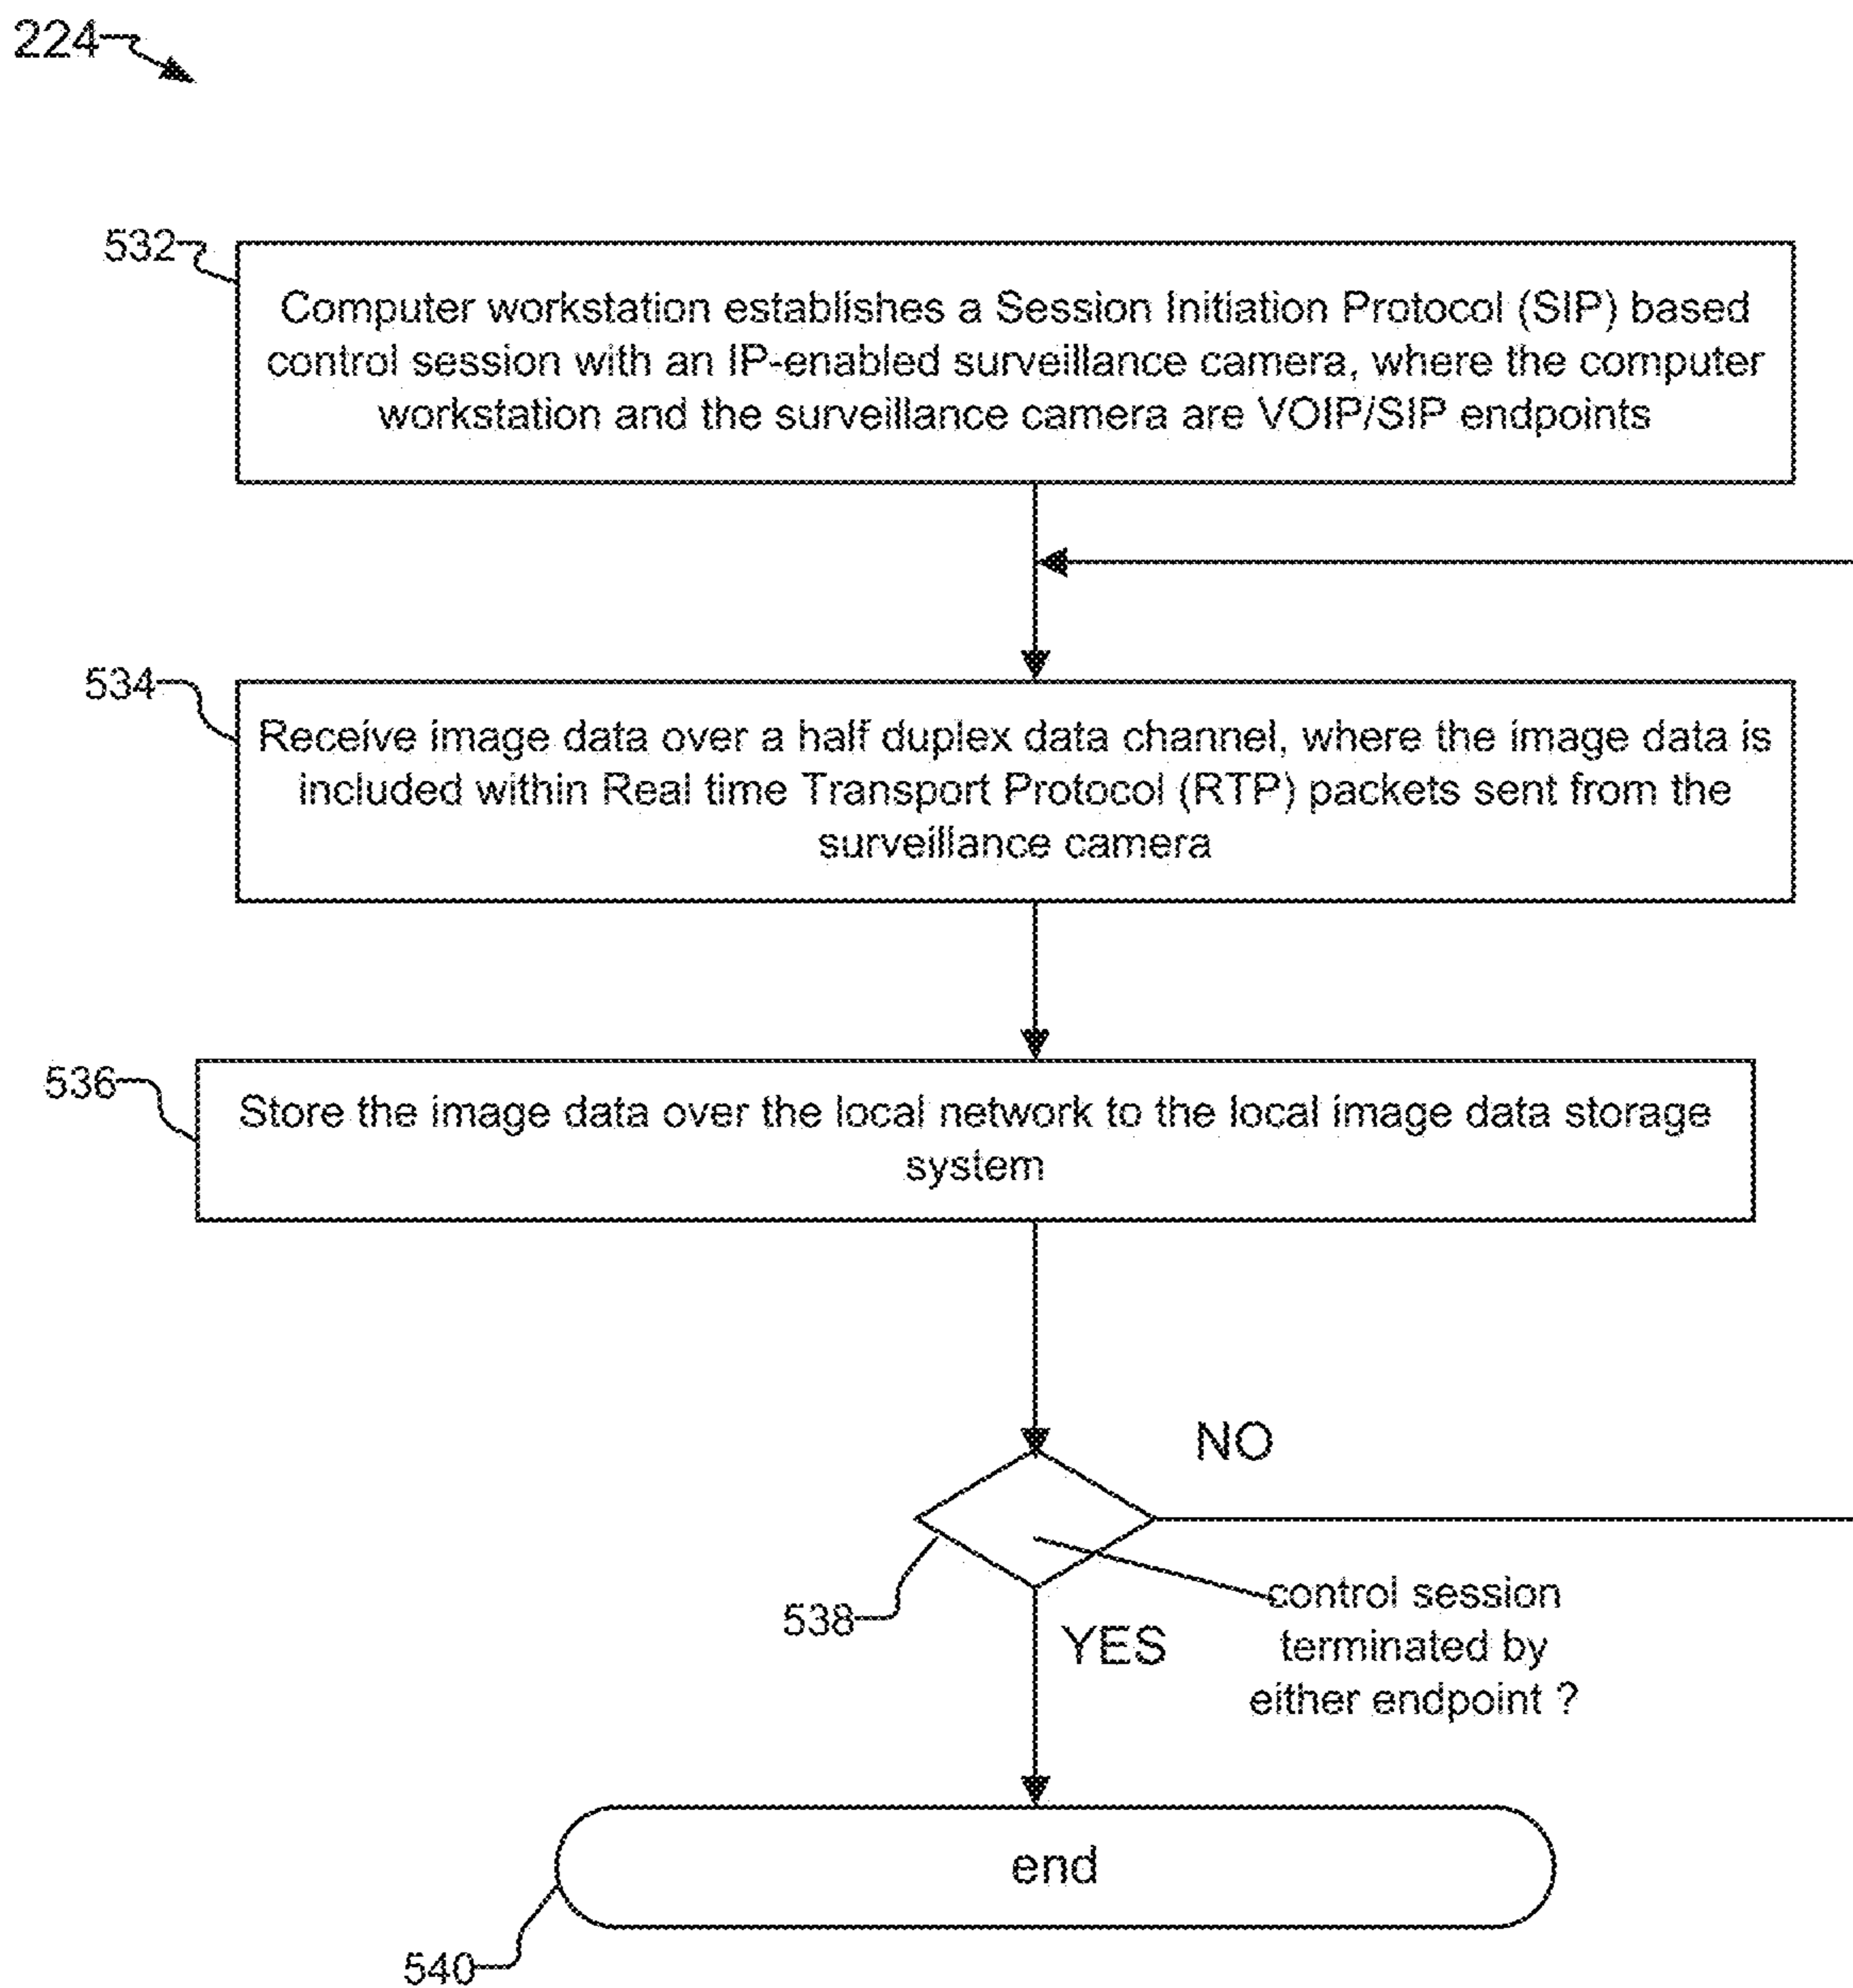 224
532
Computer workstation establishes a Session Initiation Protocol (SIP) based
control session with an IP-enabled surveillance camera, where the computer
workstation and the surveillance camera are VOIP/SIP endpoints
534
Receive image data over a half duplex data channel, where the image data is
included within Real time Transport Protocol (RTP) packets sent from the
surveillance camera
536
Store the image data over the local network to the local image data storage
system
NO
538
control session
terminated by
either endpoint ?
YES
end
540